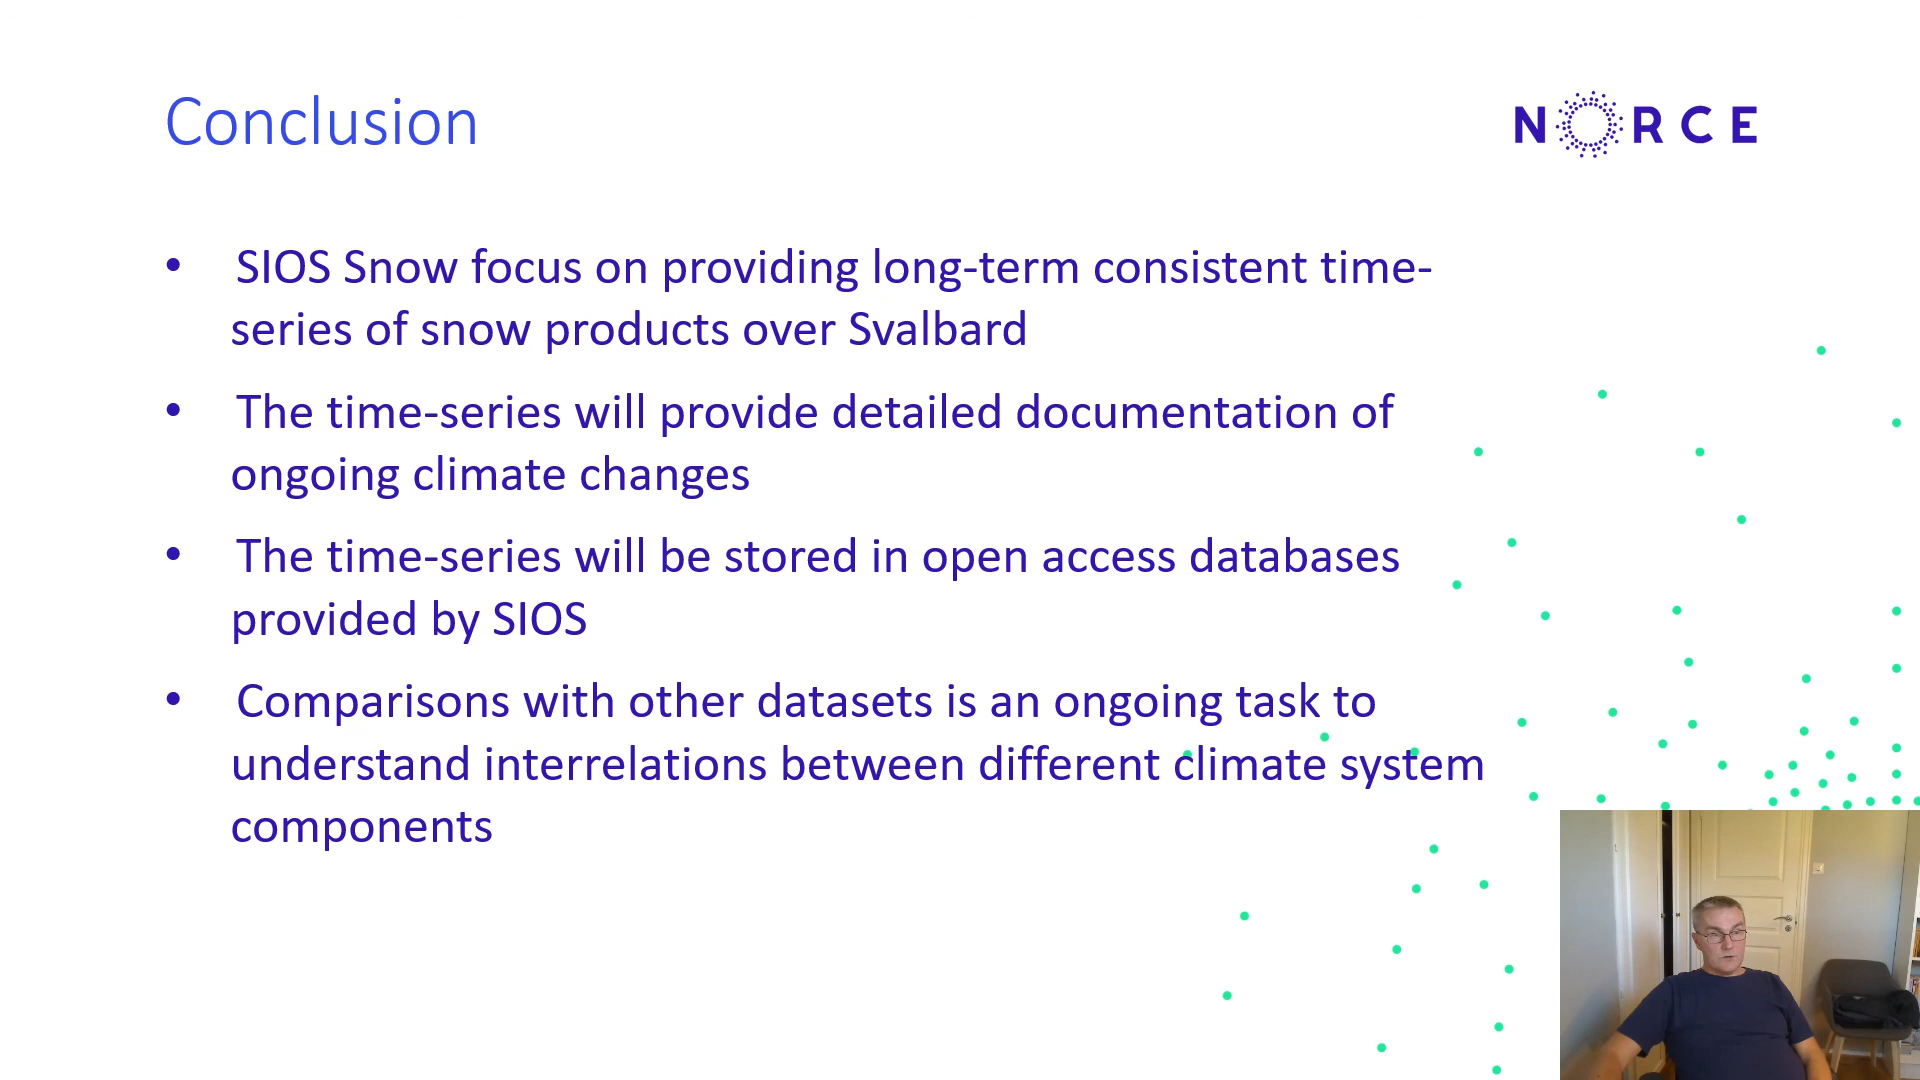 Conclusion
NORCE
• SIOS Snow focus on providing long-term consistent time-
series of snow products over Svalbard
• The time-series will provide detailed documentation of
ongoing climate changes
• The time-series will be stored in open access databases
provided by SIOS
• Comparisons with other datasets is an ongoing task to
understand interrelations between different climate system
components